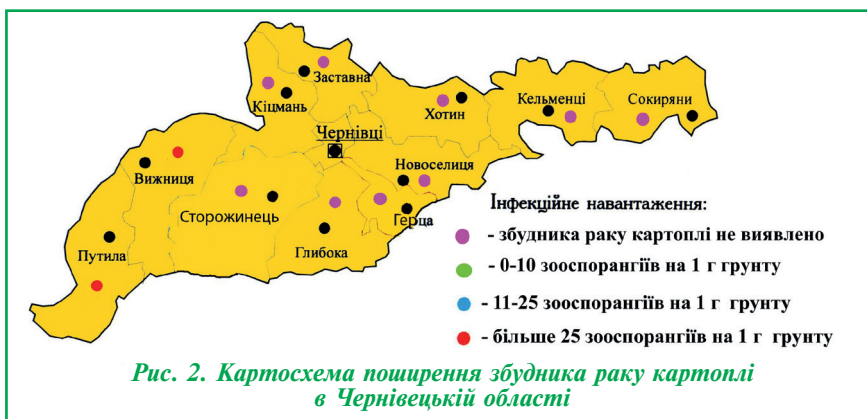 Заставна
Кіцмань
Хотин
Кельменці
Сокиряни
Чернівці
Новоселиця
Вижниця
Сторожинець
Герца
Глибока
Путила
Інфекційне навантаження:
- збудника раку картоплі не виявлено
- 0-10 зооспорангіїв на 1 г грунту
- 11-25 зооспорангіїв на 1 г грунту
- більше 25 зооспорангіїв на 1 г грунту
Рис. 2. Картосхема поширення збудника раку картоплі
в Чернівецькій області